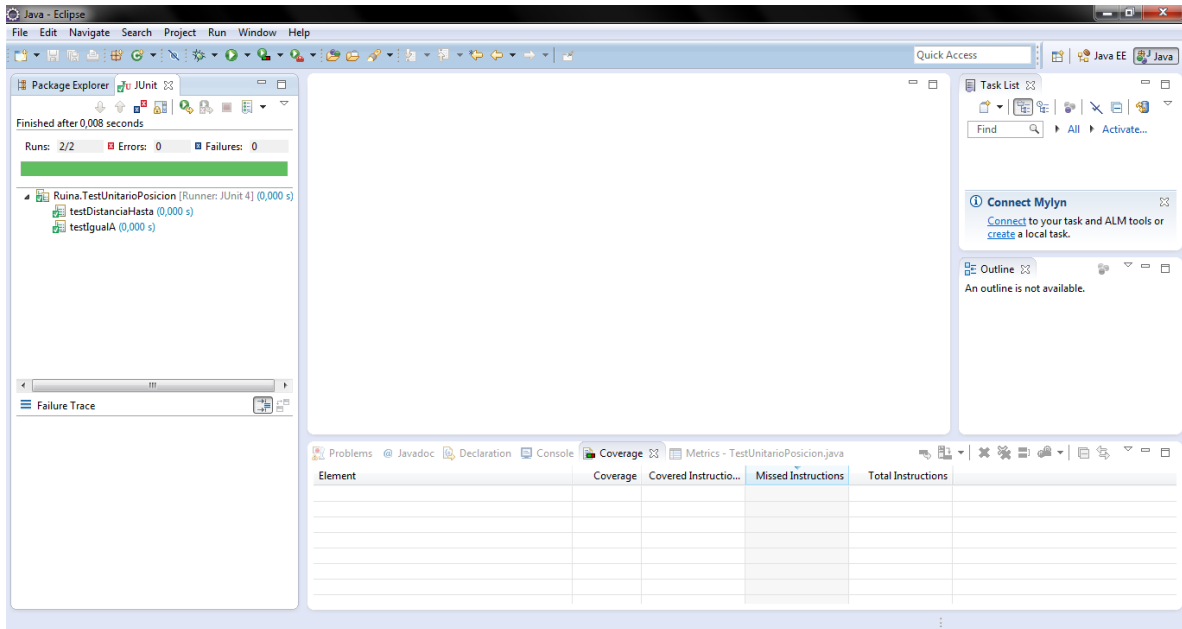 Java - Eclipse
File Edit Navigate Search Project Run Window Help
Quick Access
Java EE
Java
Package Explorer
JUnit
Finished after 0,008 seconds
Runs: 2/2
Errors: 0
Failures: 0
Ruina.TestUnitarioPosicion [Runner: JUnit 4] (0,000 s)
testDistanciaHasta (0,000 s)
testIgualA (0,000 s)
Failure Trace
Task List
Find
All
Activate...
Connect Mylyn
Connect to your task and ALM tools or
create a local task.
Outline
An outline is not available.
Problems @ Javadoc Declaration Console Coverage Metrics - TestUnitarioPosicion.java
Element Coverage Covered Instructio... Missed Instructions Total Instructions